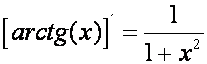 [arctg(x)]' = 1/(1+x²)